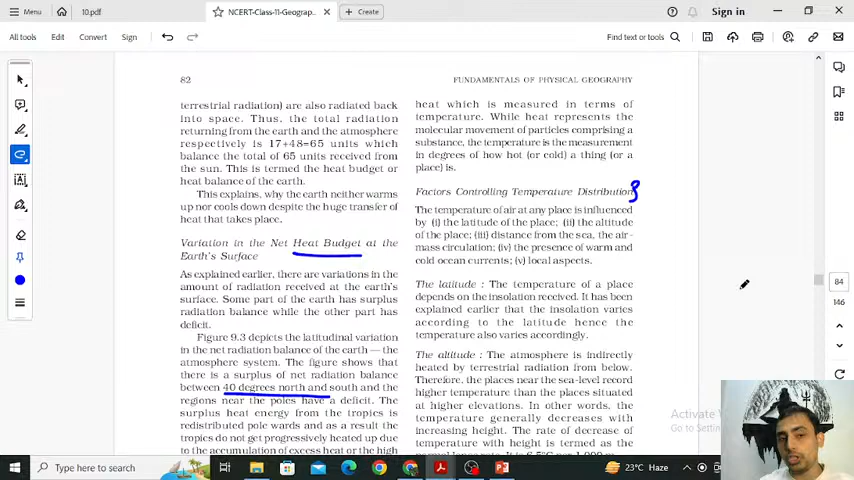 Menu
10.pdf
NCERT-Class-11-Geograp...
Create
Sign in
All tools
Edit
Convert
Sign
Find text or tools
82
FUNDAMENTALS OF PHYSICAL GEOGRAPHY
terrestrial radiation) are also radiated back
into space. Thus, the total radiation
returning from the earth and the atmosphere
respectively is 17+48=65 units which
balance the total of 65 units received from
the sun. This is termed the heat budget or
heat balance of the earth.
This explains, why the earth neither warms
up nor cools down despite the huge transfer of
heat that takes place.
Variation in the Net Heat Budget at the
Earth's Surface
As explained earlier, there are variations in the
amount of radiation received at the earth's
surface. Some part of the earth has surplus
radiation balance while the other part has
deficit.
Figure 9.3 depicts the latitudinal variation
in the net radiation balance of the earth — the
atmosphere system. The figure shows that
there is a surplus of net radiation balance
between 40 degrees north and south and the
regions near the poles have a deficit. The
surplus heat energy from the tropics is
redistributed pole wards and as a result the
tropics do not get progressively heated up due
to the accumulation of excess heat or the high
heat which is measured in terms of
temperature. While heat represents the
molecular movement of particles comprising a
substance, the temperature is the measurement
in degrees of how hot (or cold) a thing (or a
place) is.
Factors Controlling Temperature Distribution
The temperature of air at any place is influenced
by (i) the latitude of the place; (ii) the altitude
of the place; (iii) distance from the sea, the air-
mass circulation; (iv) the presence of warm and
cold ocean currents; (v) local aspects.
The latitude : The temperature of a place
depends on the insolation received. It has been
explained earlier that the insolation varies
according to the latitude hence the
temperature also varies accordingly.
The altitude : The atmosphere is indirectly
heated by terrestrial radiation from below.
Therefore, the places near the sea-level record
higher temperature than the places situated
at higher elevations. In other words, the
temperature generally decreases with
increasing height. The rate of decrease of
temperature with height is termed as the
normal lapse rate. It is 6.5°C per 1,000 m.
84
146
Activate
Go to Setting
Type here to search
23°C Haze